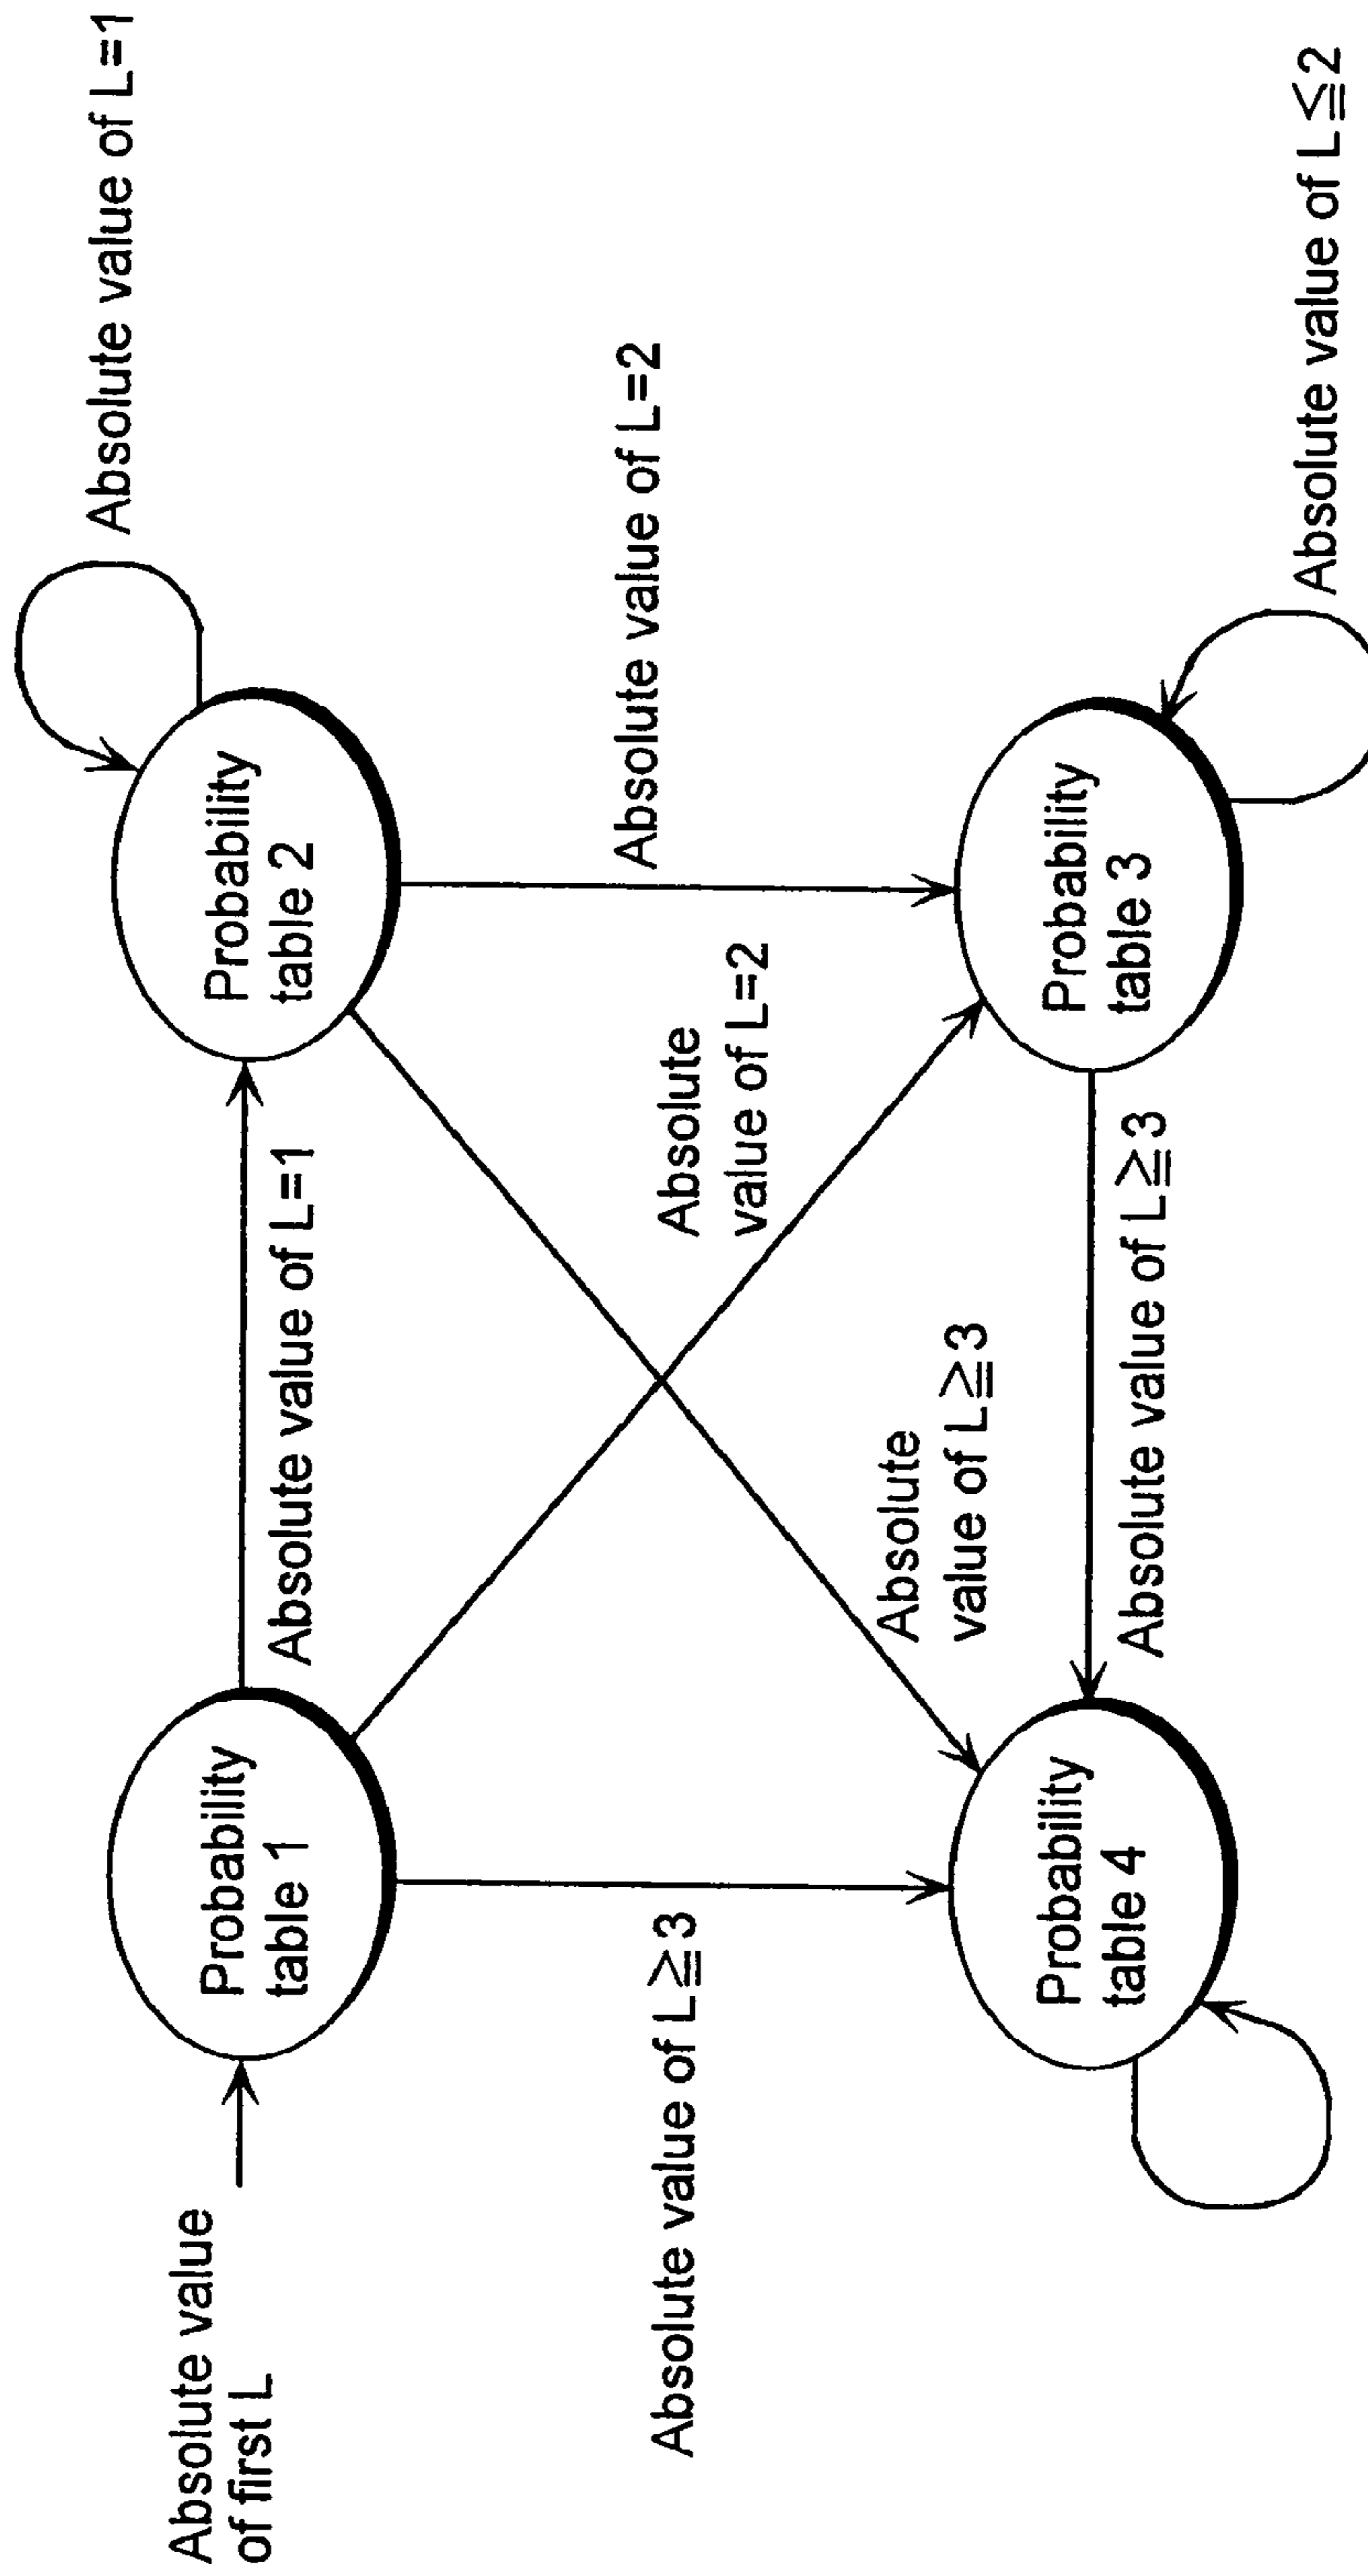 Absolute value
of first L
Probability
table 1
Absolute value of L=1
Probability
table 2
Absolute value of L=1
Absolute value of L≧3
Absolute
value of L=2
Absolute value of L=2
Absolute
value of L≧3
Probability
table 4
Absolute value of L≧3
Probability
table 3
Absolute value of L≦2